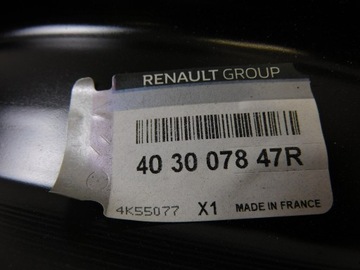 RENAULT GROUP
40 30 078 47R
4K55077 X1 MADE IN FRANCE